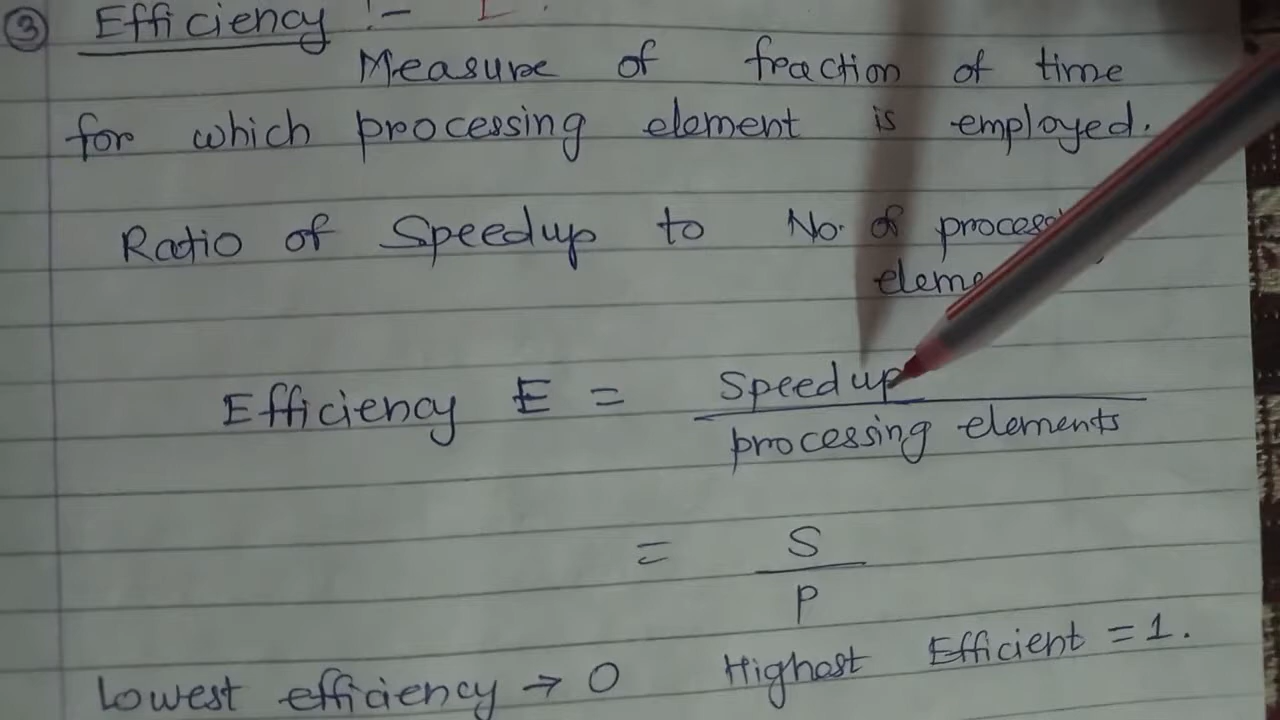 ③ Efficiency :-
Measure of fraction of time
for which processing element is employed.
Ratio of Speedup to No. of
Efficiency E = Speedup
processing elements
= S
P
Lowest efficiency → 0 Highest Efficient = 1.